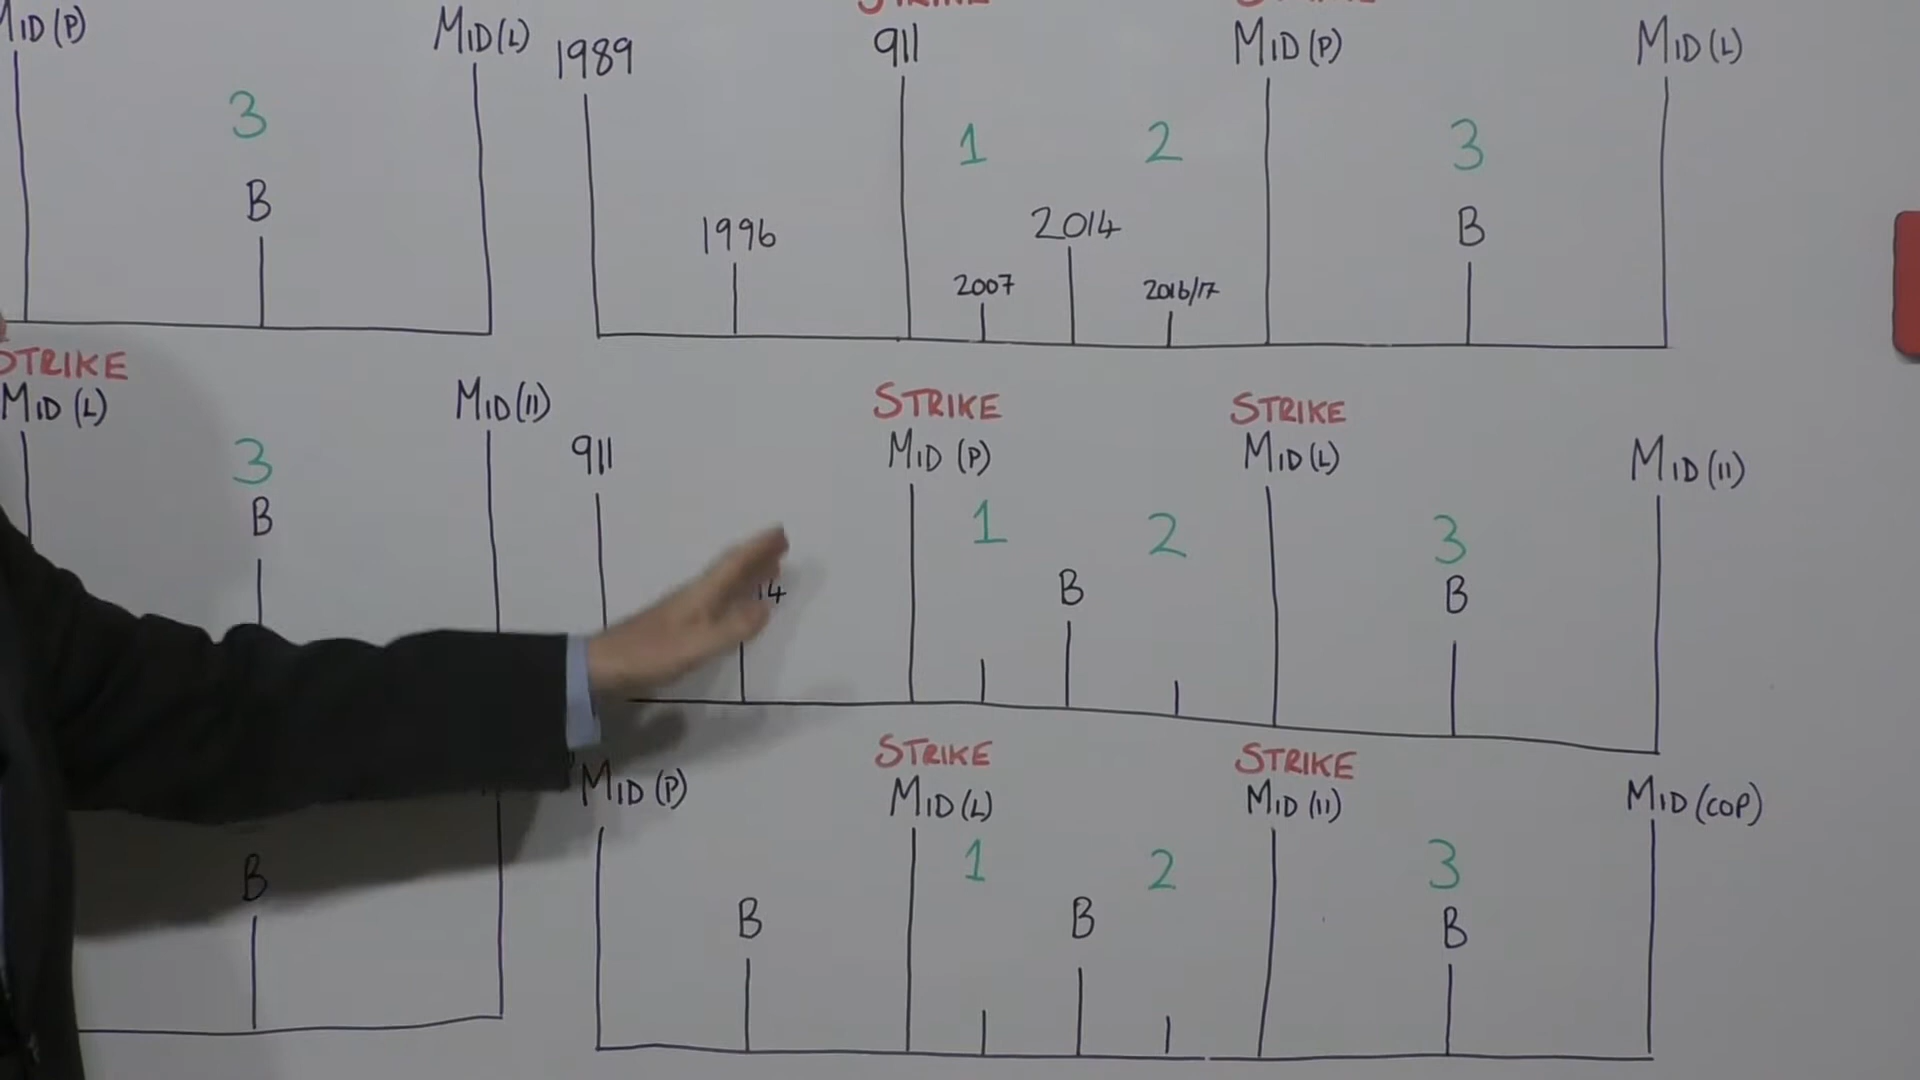 MID(P)
3
B
MID(L)
STRIKE
MID (L)
3
B
MID(11)
B
1989
1996
911
1
2007
2014
2
2016/17
MID(P)
3
B
MID(L)
911
14
STRIKE
MID (P)
1
B
2
STRIKE
MID(L)
3
B
MID(11)
MID (P)
B
STRIKE
MID(L)
1
B
2
STRIKE
MID(11)
3
B
MID(COP)